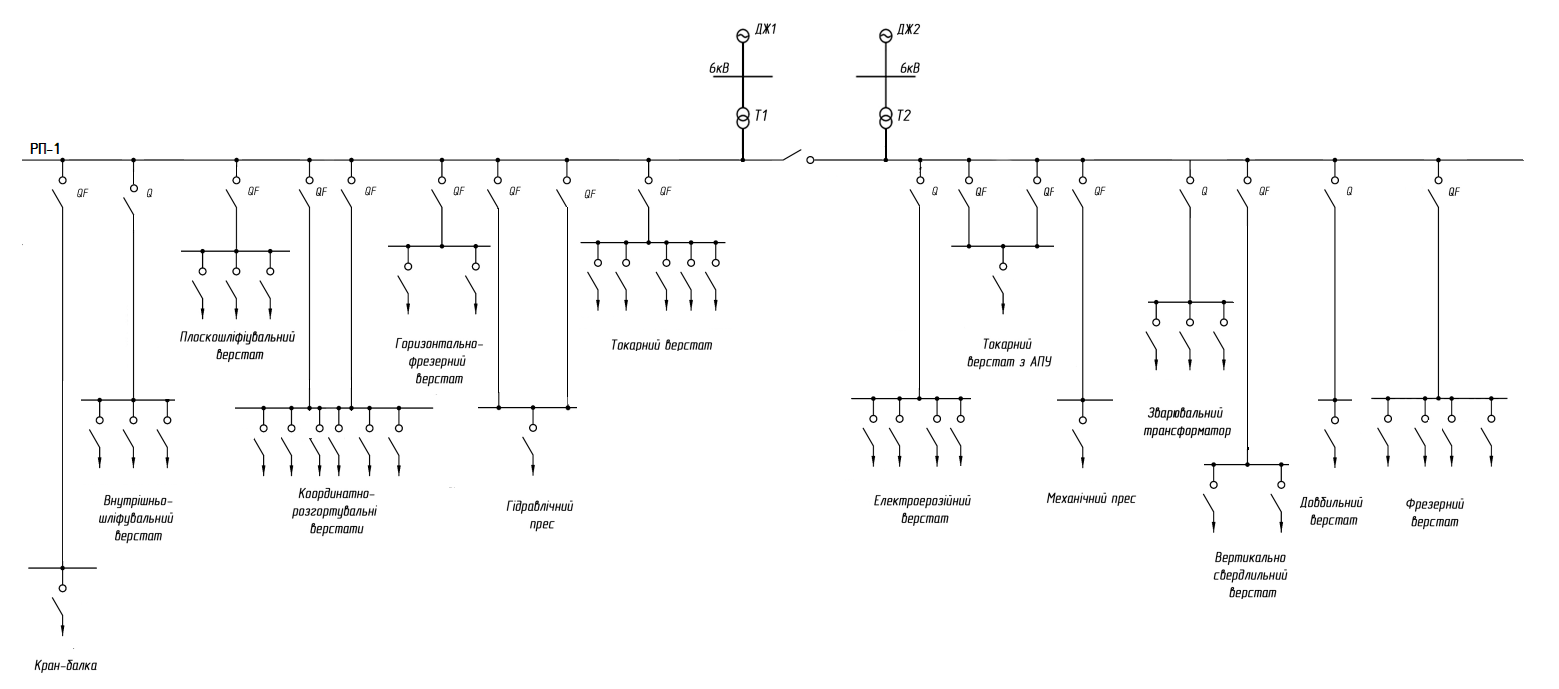 ДЖ1
ДЖ2
6кВ
6кВ
Т1
Т2
РП-1
QF
Q
QF
QF
QF
QF
QF
QF
QF
Q
QF
QF
QF
Q
QF
Q
QF
Плоскошліфіувальний
верстат
Горизонтально-
фрезерний
верстат
Токарний верстат
Токарний
верстат з АПУ
Зварювальний
трансформатор
Внутрішньо-
шліфувальний
верстат
Координатно-
розгортувальні
верстати
Гідравлічний
прес
Електроерозійний
верстат
Механічний прес
Довбильний
верстат
Фрезерний
верстат
Вертикально
свердлильний
верстат
Кран-балка